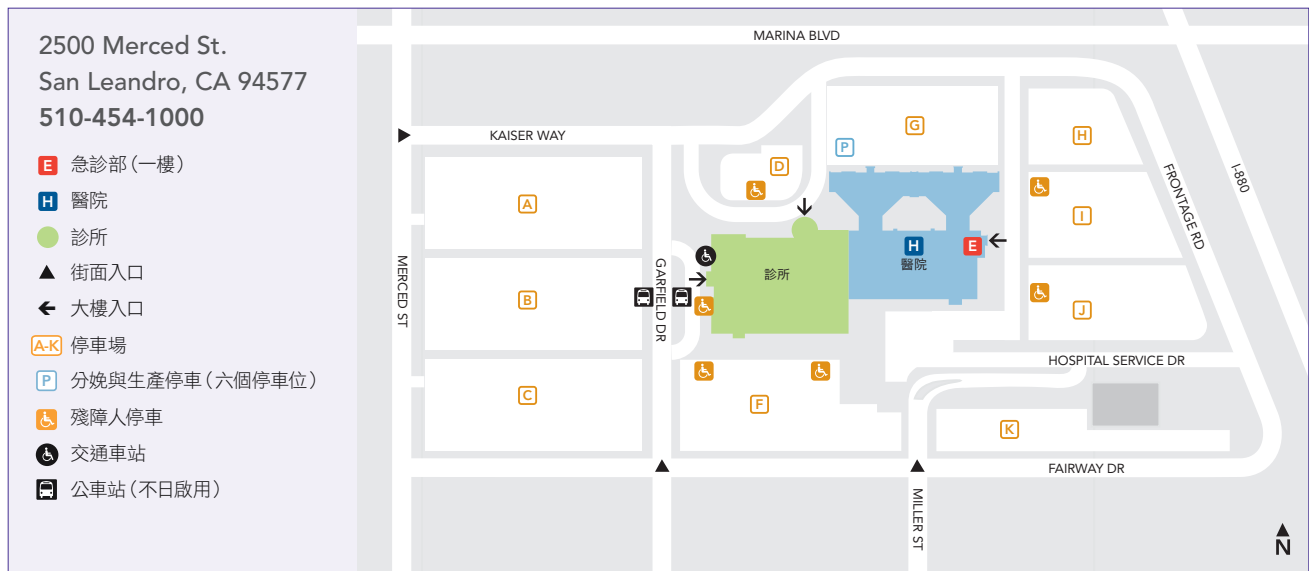 2500 Merced St.
San Leandro, CA 94577
510-454-1000
E 急診部（一樓）
H 醫院
診所
街面入口
大樓入口
A-K 停車場
P 分娩與生產停車（六個停車位）
殘障人停車
交通車站
公車站（不日啟用）
MARINA BLVD
KAISER WAY
G
P
H
D
FRONTAGE RD
I-880
A
I
MERCED ST
GARFIELD DR
診所
H
醫院
E
B
J
HOSPITAL SERVICE DR
C
F
K
FAIRWAY DR
MILLER ST
N